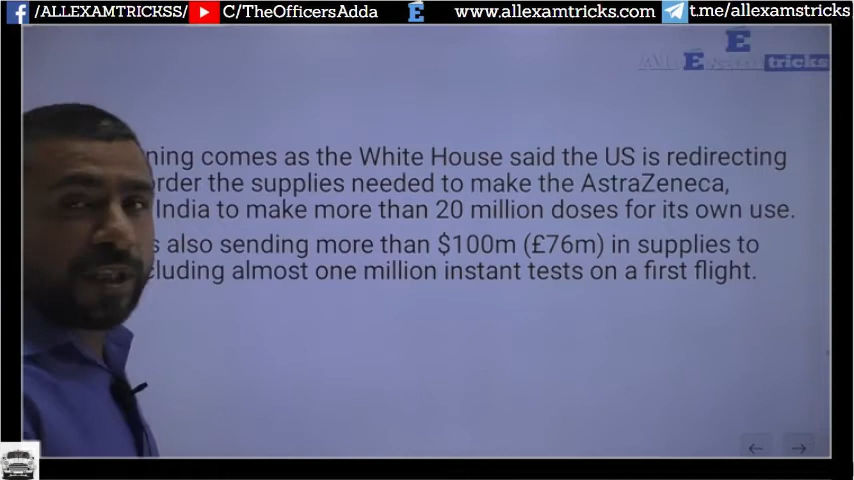 /ALLEXAMTRICKSS/ C/TheOfficersAdda www.allexamtricks.com t.me/allexamstricks
tricks
ning comes as the White House said the US is redirecting
rder the supplies needed to make the AstraZeneca,
India to make more than 20 million doses for its own use.
s also sending more than $100m (£76m) in supplies to
cluding almost one million instant tests on a first flight.